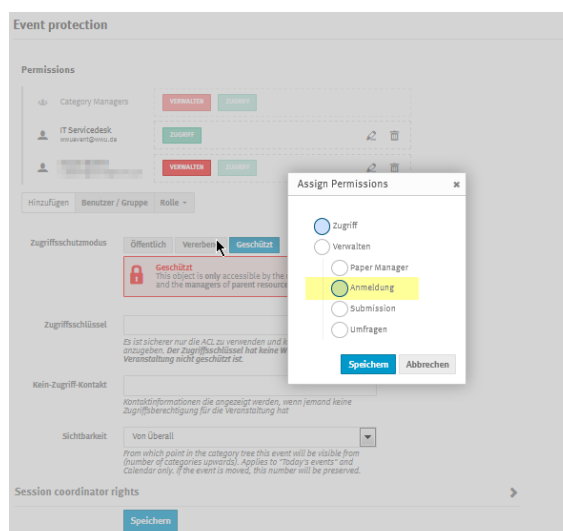 Event protection
Permissions
Category Managers VERWALTEN ZUGRIFF
IT Servicedesk
ZUGRIFF
VERWALTEN ZUGRIFF
Hinzufügen Benutzer / Gruppe Rolle
Zugriffsschutzmodus Öffentlich Vererben Geschützt
Geschützt
This object is only accessible by the
and the managers of parent resource
Zugriffsschlüssel
Es ist sicherer nur die ACL zu verwenden und k
anzugeben. Der Zugriffsschlüssel hat keine W
Veranstaltung nicht geschützt ist.
Kein-Zugriff-Kontakt
Kontaktinformationen die angezeigt werden, wenn jemand keine
Zugriffsberechtigung für die Veranstaltung hat
Sichtbarkeit Von Überall
From which point in the category tree this event will be visible from
(number of categories upwards). Applies to "Today's events" and
Calendar only. If the event is moved, this number will be preserved.
Session coordinator rights
Speichern
Assign Permissions
Zugriff
Verwalten
Paper Manager
Anmeldung
Submission
Umfragen
Speichern Abbrechen